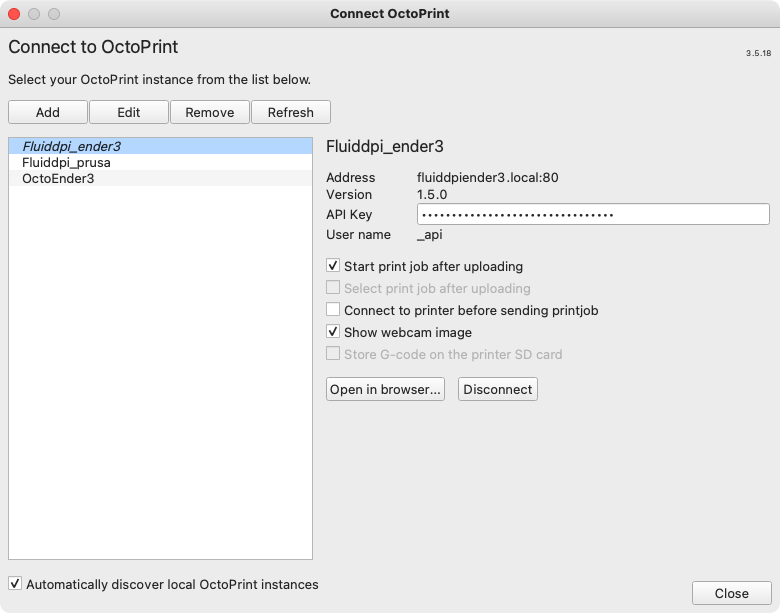 Connect OctoPrint
Connect to OctoPrint
3.5.18
Select your OctoPrint instance from the list below.
Add Edit Remove Refresh
Fluiddpi_ender3
Fluiddpi_prusa
OctoEnder3
Fluiddpi_ender3
Address fluiddpiender3.local:80
Version 1.5.0
API Key ••••••••••••••••••••••••••••••••
User name _api
Start print job after uploading
Select print job after uploading
Connect to printer before sending printjob
Show webcam image
Store G-code on the printer SD card
Open in browser... Disconnect
Automatically discover local OctoPrint instances
Close